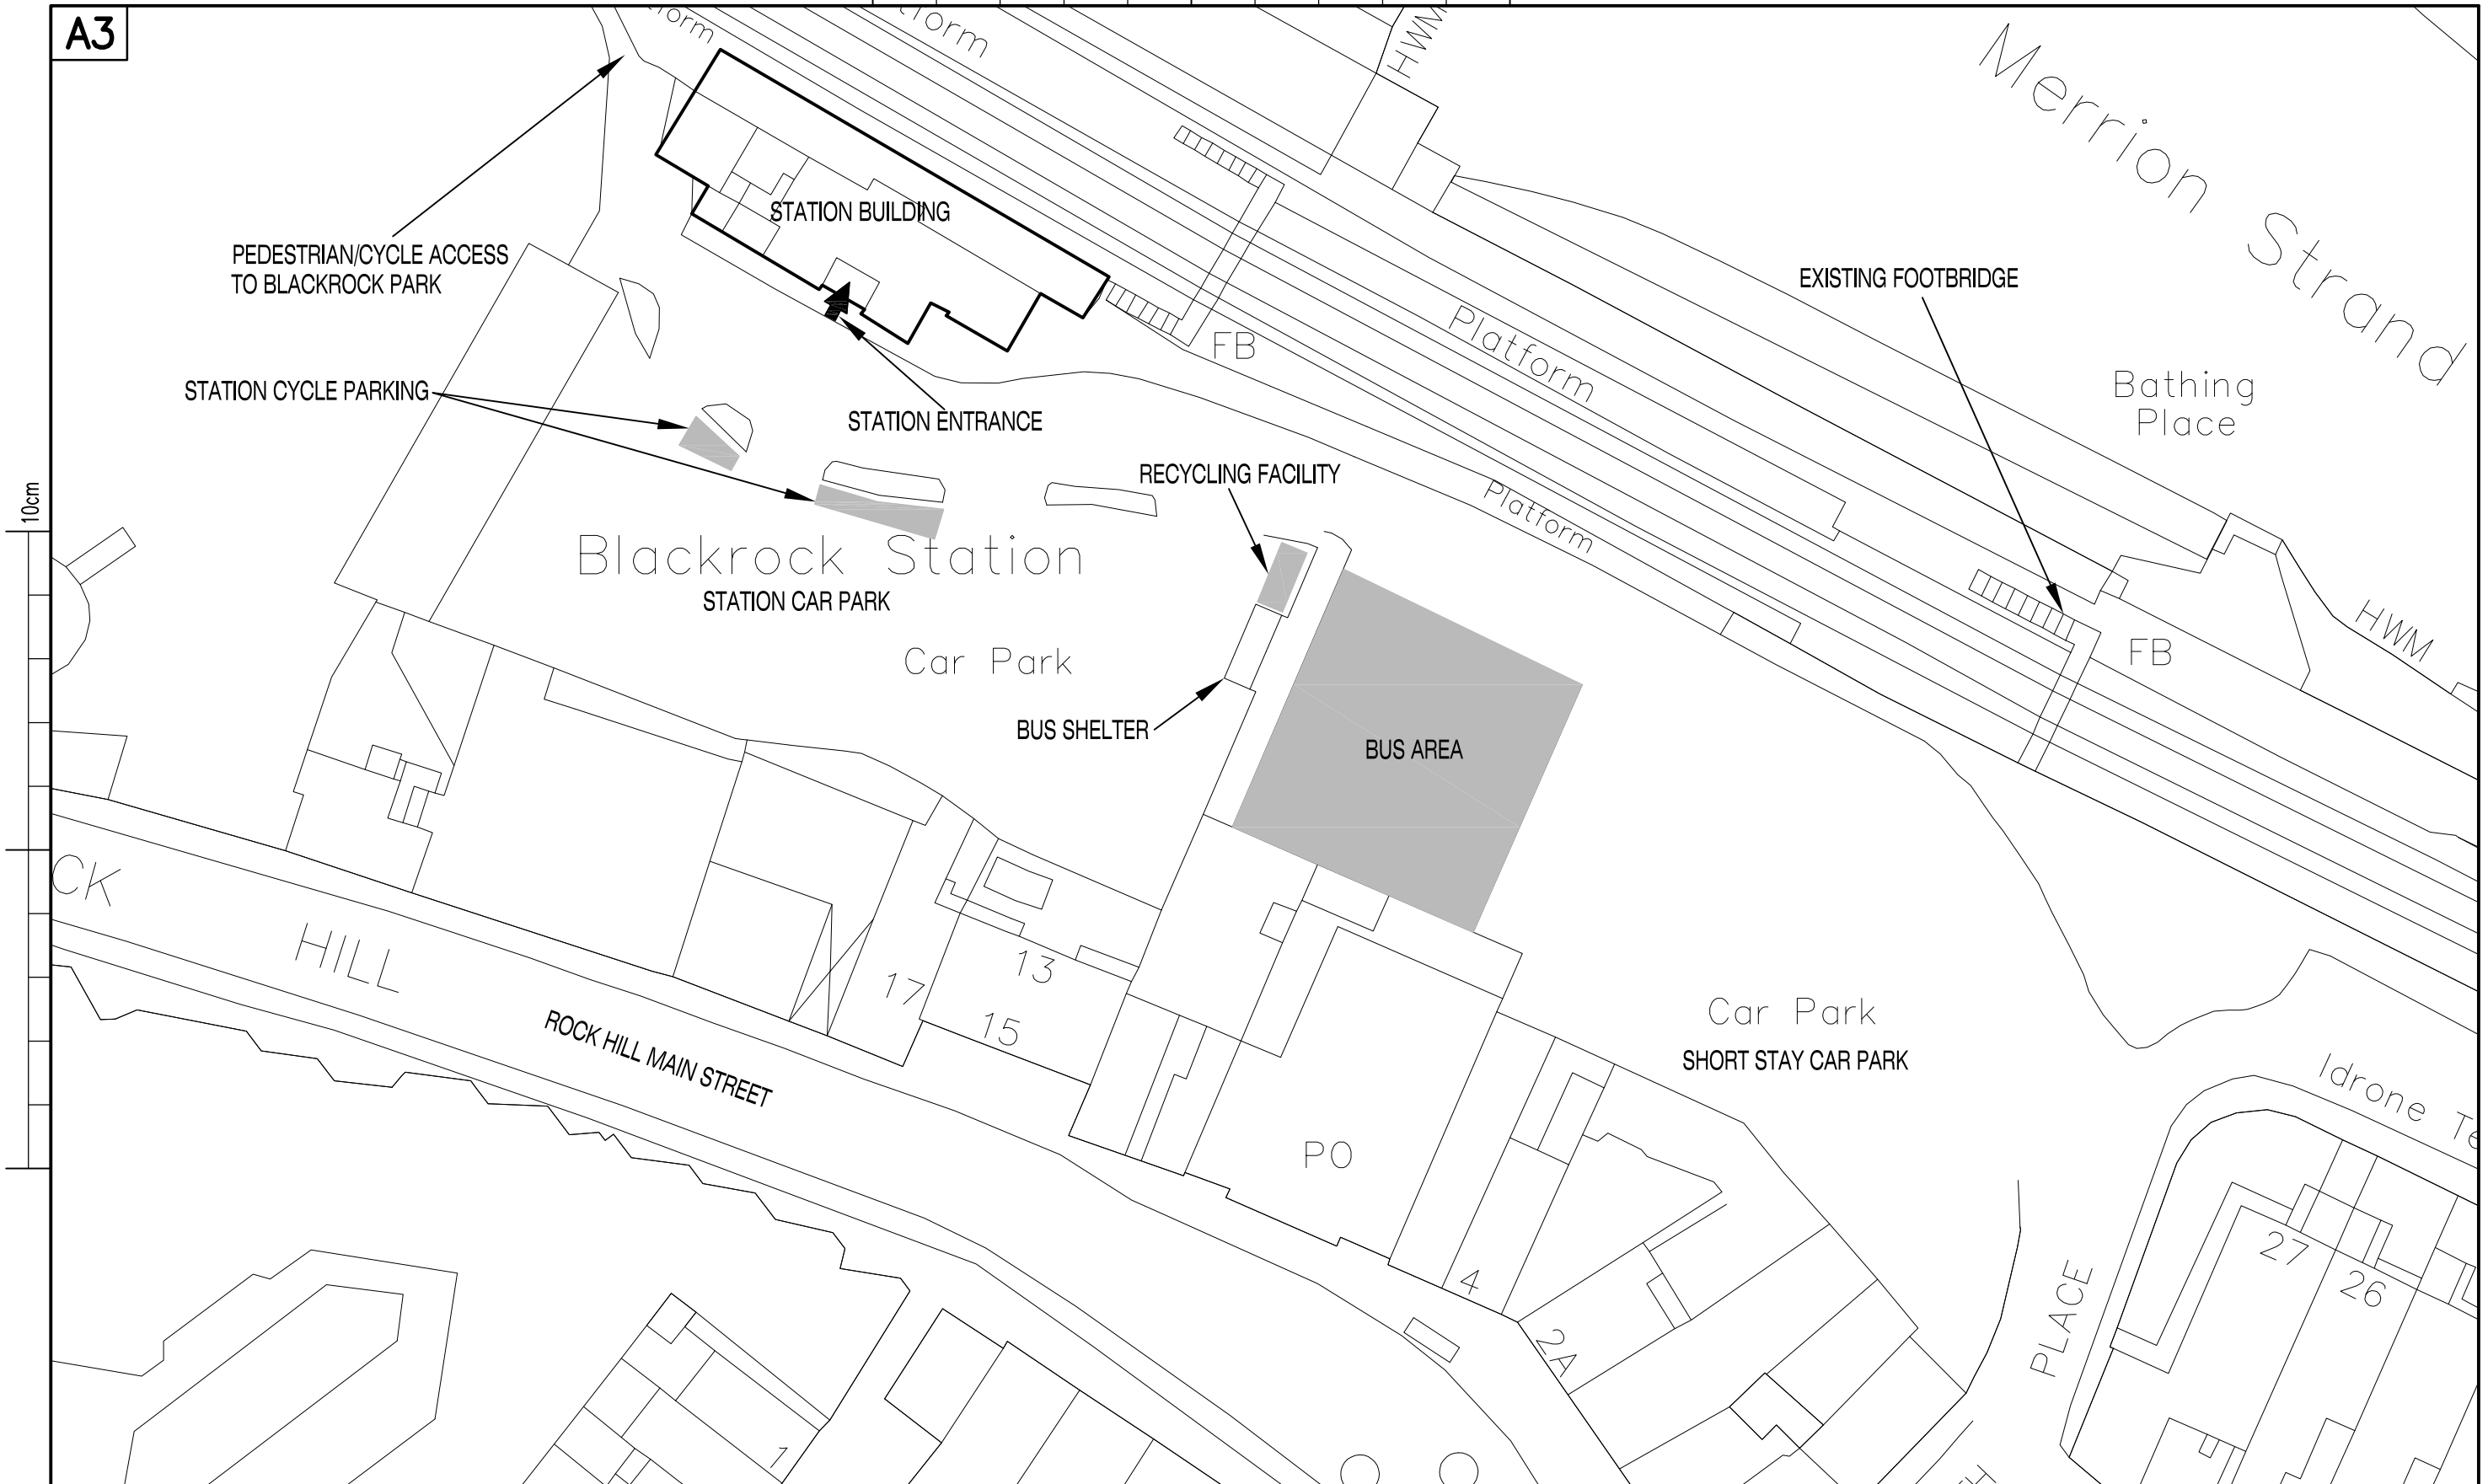 A3
tform
HWM
Merrion Strand
STATION BUILDING
PEDESTRIAN/CYCLE ACCESS
TO BLACKROCK PARK
EXISTING FOOTBRIDGE
FB
Platform
Bathing
Place
STATION CYCLE PARKING
STATION ENTRANCE
RECYCLING FACILITY
10cm
Platform
Blackrock Station
STATION CAR PARK
Car Park
HWM
FB
BUS SHELTER
BUS AREA
CK
HILL
17
13
15
ROCK HILL MAIN STREET
Car Park
SHORT STAY CAR PARK
Idrone Te
PO
27
26
4
2A
PLACE
1